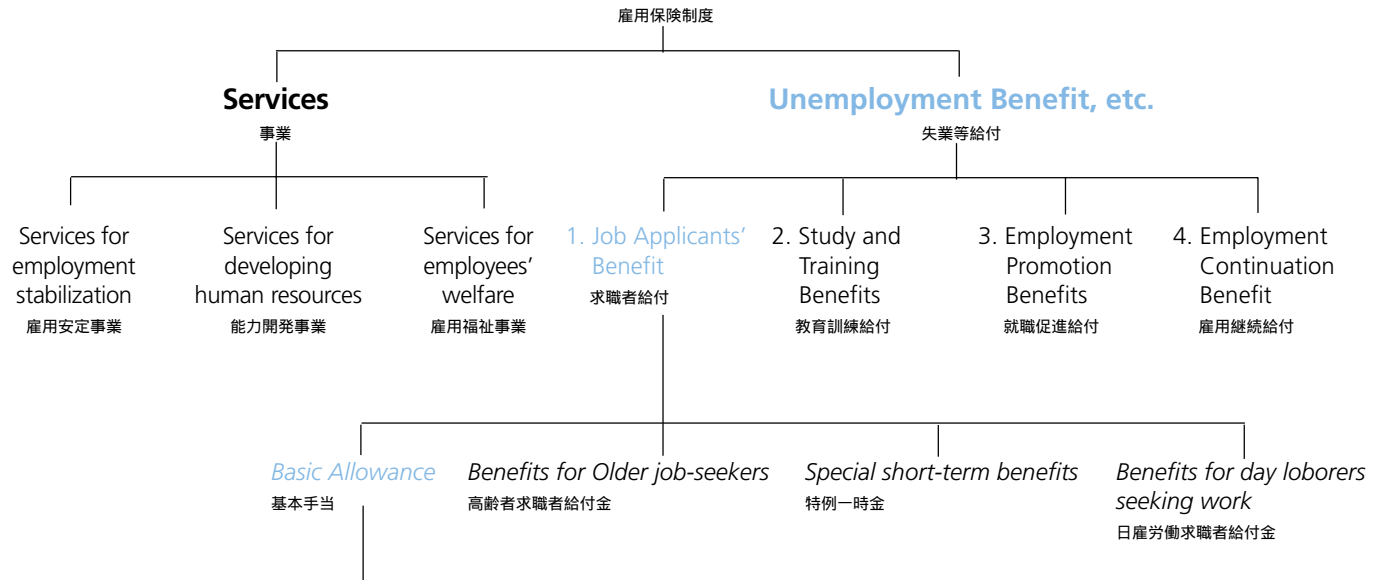 雇用保険制度
Services
事業
Unemployment Benefit, etc.
失業等給付
Services for
employment
stabilization
雇用安定事業
Services for
developing
human resources
能力開発事業
Services for
employees’
welfare
雇用福祉事業
1. Job Applicants’
Benefit
求職者給付
2. Study and
Training
Benefits
教育訓練給付
3. Employment
Promotion
Benefits
就職促進給付
4. Employment
Continuation
Benefit
雇用継続給付
Basic Allowance
基本手当
Benefits for Older job-seekers
高齢者求職者給付金
Special short-term benefits
特例一時金
Benefits for day loborers
seeking work
日雇労働求職者給付金